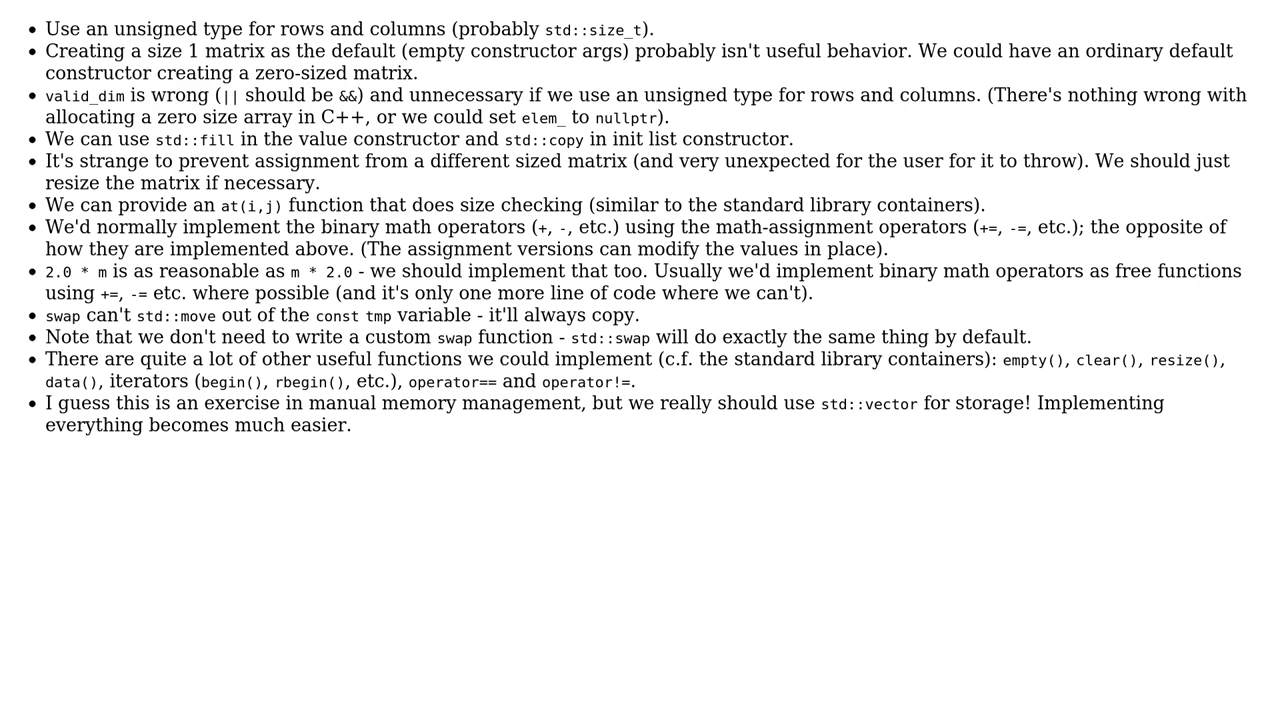 • Use an unsigned type for rows and columns (probably std::size_t).
• Creating a size 1 matrix as the default (empty constructor args) probably isn't useful behavior. We could have an ordinary default
constructor creating a zero-sized matrix.
• valid_dim is wrong (|| should be &&) and unnecessary if we use an unsigned type for rows and columns. (There's nothing wrong with
allocating a zero size array in C++, or we could set elem_ to nullptr).
• We can use std::fill in the value constructor and std::copy in init list constructor.
• It's strange to prevent assignment from a different sized matrix (and very unexpected for the user for it to throw). We should just
resize the matrix if necessary.
• We can provide an at(i,j) function that does size checking (similar to the standard library containers).
• We'd normally implement the binary math operators (+, -, etc.) using the math-assignment operators (+=, -=, etc.); the opposite of
how they are implemented above. (The assignment versions can modify the values in place).
• 2.0 * m is as reasonable as m * 2.0 - we should implement that too. Usually we'd implement binary math operators as free functions
using +=, -= etc. where possible (and it's only one more line of code where we can't).
• swap can't std::move out of the const tmp variable - it'll always copy.
• Note that we don't need to write a custom swap function - std::swap will do exactly the same thing by default.
• There are quite a lot of other useful functions we could implement (c.f. the standard library containers): empty(), clear(), resize(),
data(), iterators (begin(), rbegin(), etc.), operator== and operator!=.
• I guess this is an exercise in manual memory management, but we really should use std::vector for storage! Implementing
everything becomes much easier.